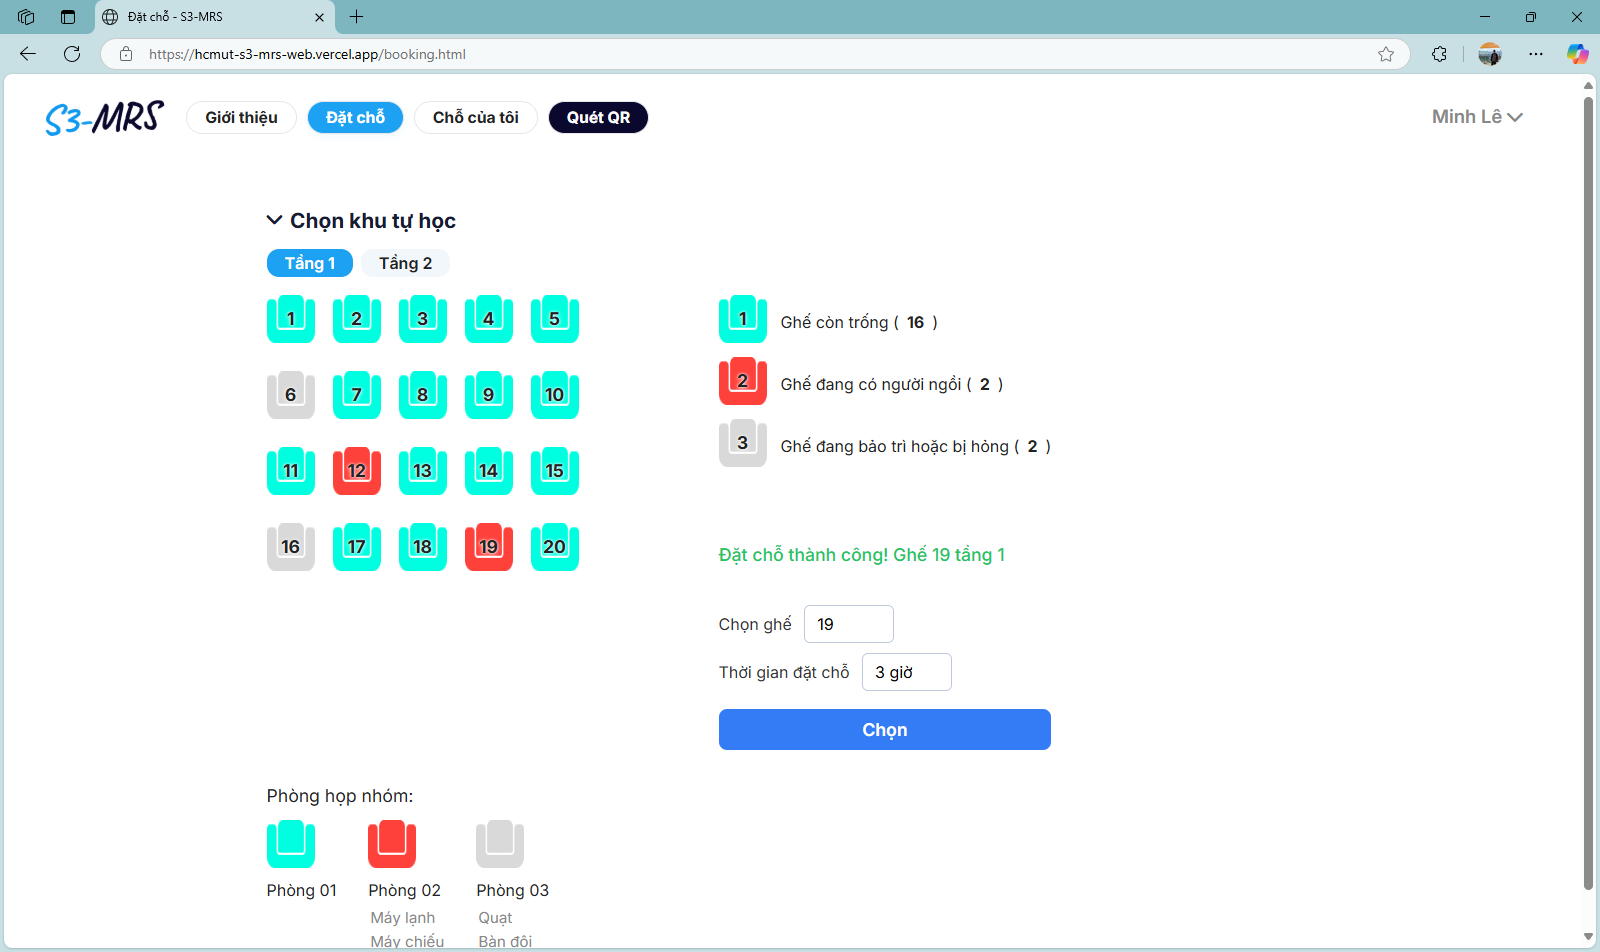 Đặt chỗ - S3-MRS
https://hcmut-s3-mrs-web.vercel.app/booking.html
S3-MRS
Giới thiệu
Đặt chỗ
Chỗ của tôi
Quét QR
Minh Lê
Chọn khu tự học
Tầng 1
Tầng 2
1 2 3 4 5
6 7 8 9 10
11 12 13 14 15
16 17 18 19 20
1 Ghế còn trống ( 16 )
2 Ghế đang có người ngồi ( 2 )
3 Ghế đang bảo trì hoặc bị hỏng ( 2 )
Đặt chỗ thành công! Ghế 19 tầng 1
Chọn ghế 19
Thời gian đặt chỗ 3 giờ
Chọn
Phòng họp nhóm:
Phòng 01 Phòng 02 Phòng 03
Máy lạnh Quạt
Máy chiếu Bàn đôi